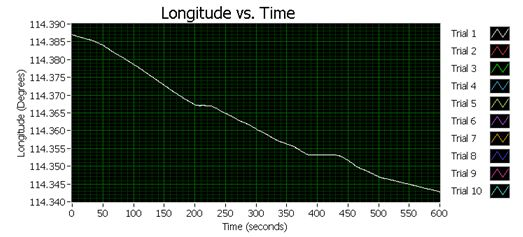 Longitude vs. Time
Longitude (Degrees)
114.390
114.385
114.380
114.375
114.370
114.365
114.360
114.355
114.350
114.345
114.340
0 50 100 150 200 250 300 350 400 450 500 550 600
Time (seconds)
Trial 1
Trial 2
Trial 3
Trial 4
Trial 5
Trial 6
Trial 7
Trial 8
Trial 9
Trial 10